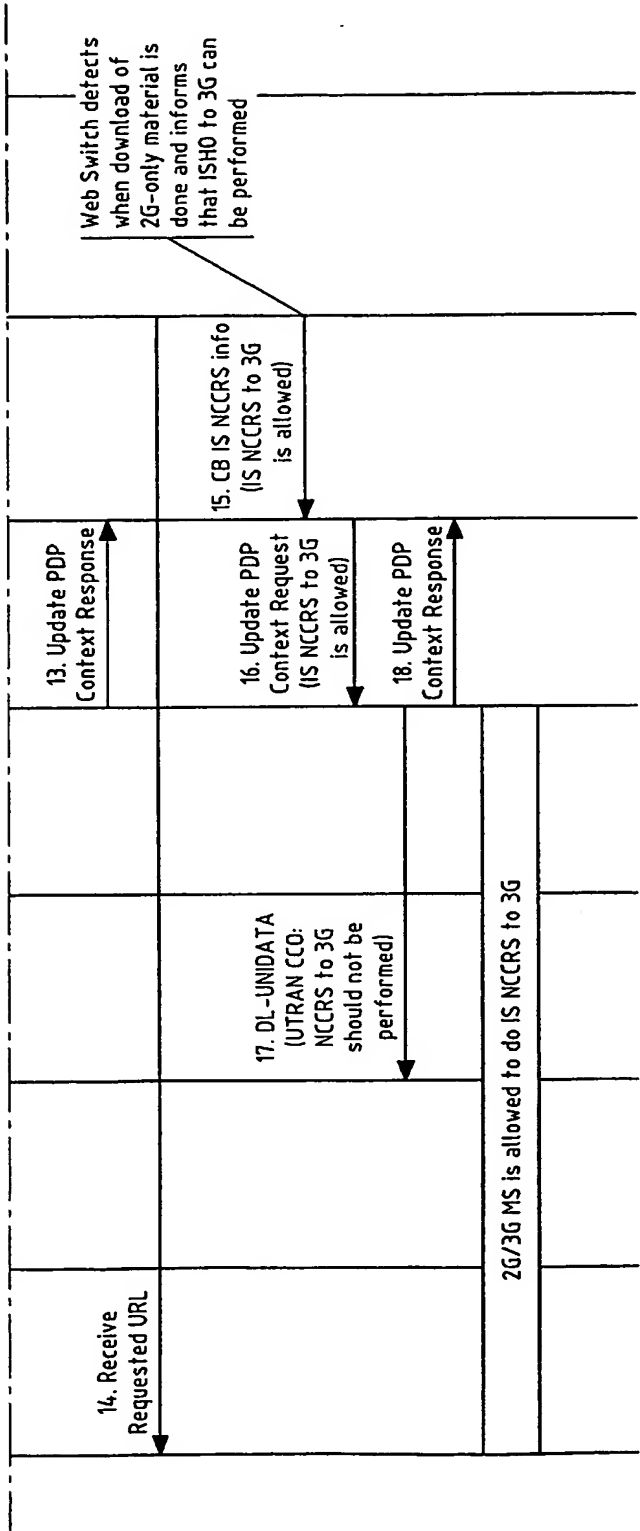 13. Update PDP
Context Response
14. Receive
Requested URL
Web Switch detects
when download of
2G-only material is
done and informs
that ISHO to 3G can
be performed
15. CB IS NCCRS info
(IS NCCRS to 3G
is allowed)
16. Update PDP
Context Request
(IS NCCRS to 3G
is allowed)
17. DL-UNIDATA
(UTRAN CCO:
NCCRS to 3G
should not be
performed)
18. Update PDP
Context Response
2G/3G MS is allowed to do IS NCCRS to 3G